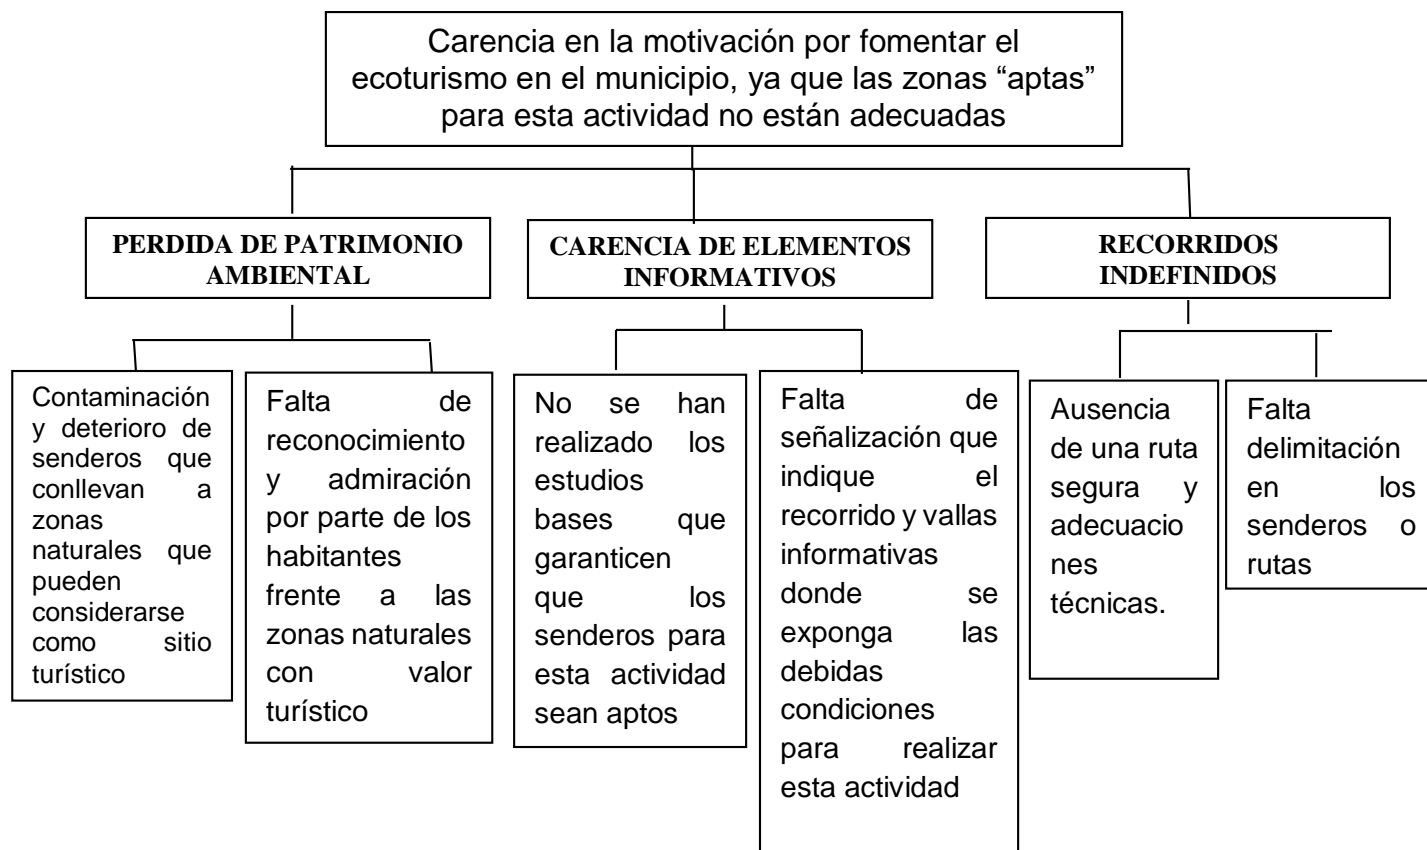 Carencia en la motivación por fomentar el
ecoturismo en el municipio, ya que las zonas “aptas”
para esta actividad no están adecuadas
PERDIDA DE PATRIMONIO
AMBIENTAL
CARENCIA DE ELEMENTOS
INFORMATIVOS
RECORRIDOS
INDEFINIDOS
Contaminación
y deterioro de
senderos que
conllevan a
zonas
naturales que
pueden
considerarse
como sitio
turístico
Falta de
reconocimiento
y admiración
por parte de los
habitantes
frente a las
zonas naturales
con valor
turístico
No se han
realizado los
estudios
bases que
garanticen
que los
senderos para
esta actividad
sean aptos
Falta de
señalización que
indique el
recorrido y vallas
informativas
donde se
exponga las
debidas
condiciones
para realizar
esta actividad
Ausencia
de una ruta
segura y
adecuacio
nes
técnicas.
Falta
delimitación
en los
senderos o
rutas